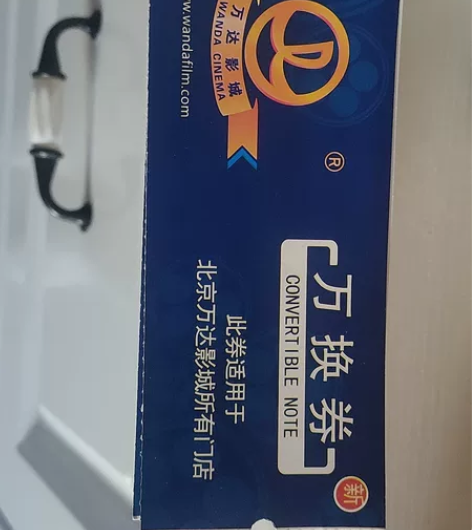 万达影城
WANDA CINEMA
w.wandafilm.com
®
万换券
CONVERTIBLE NOTE
新
此券适用于
北京万达影城所有门店